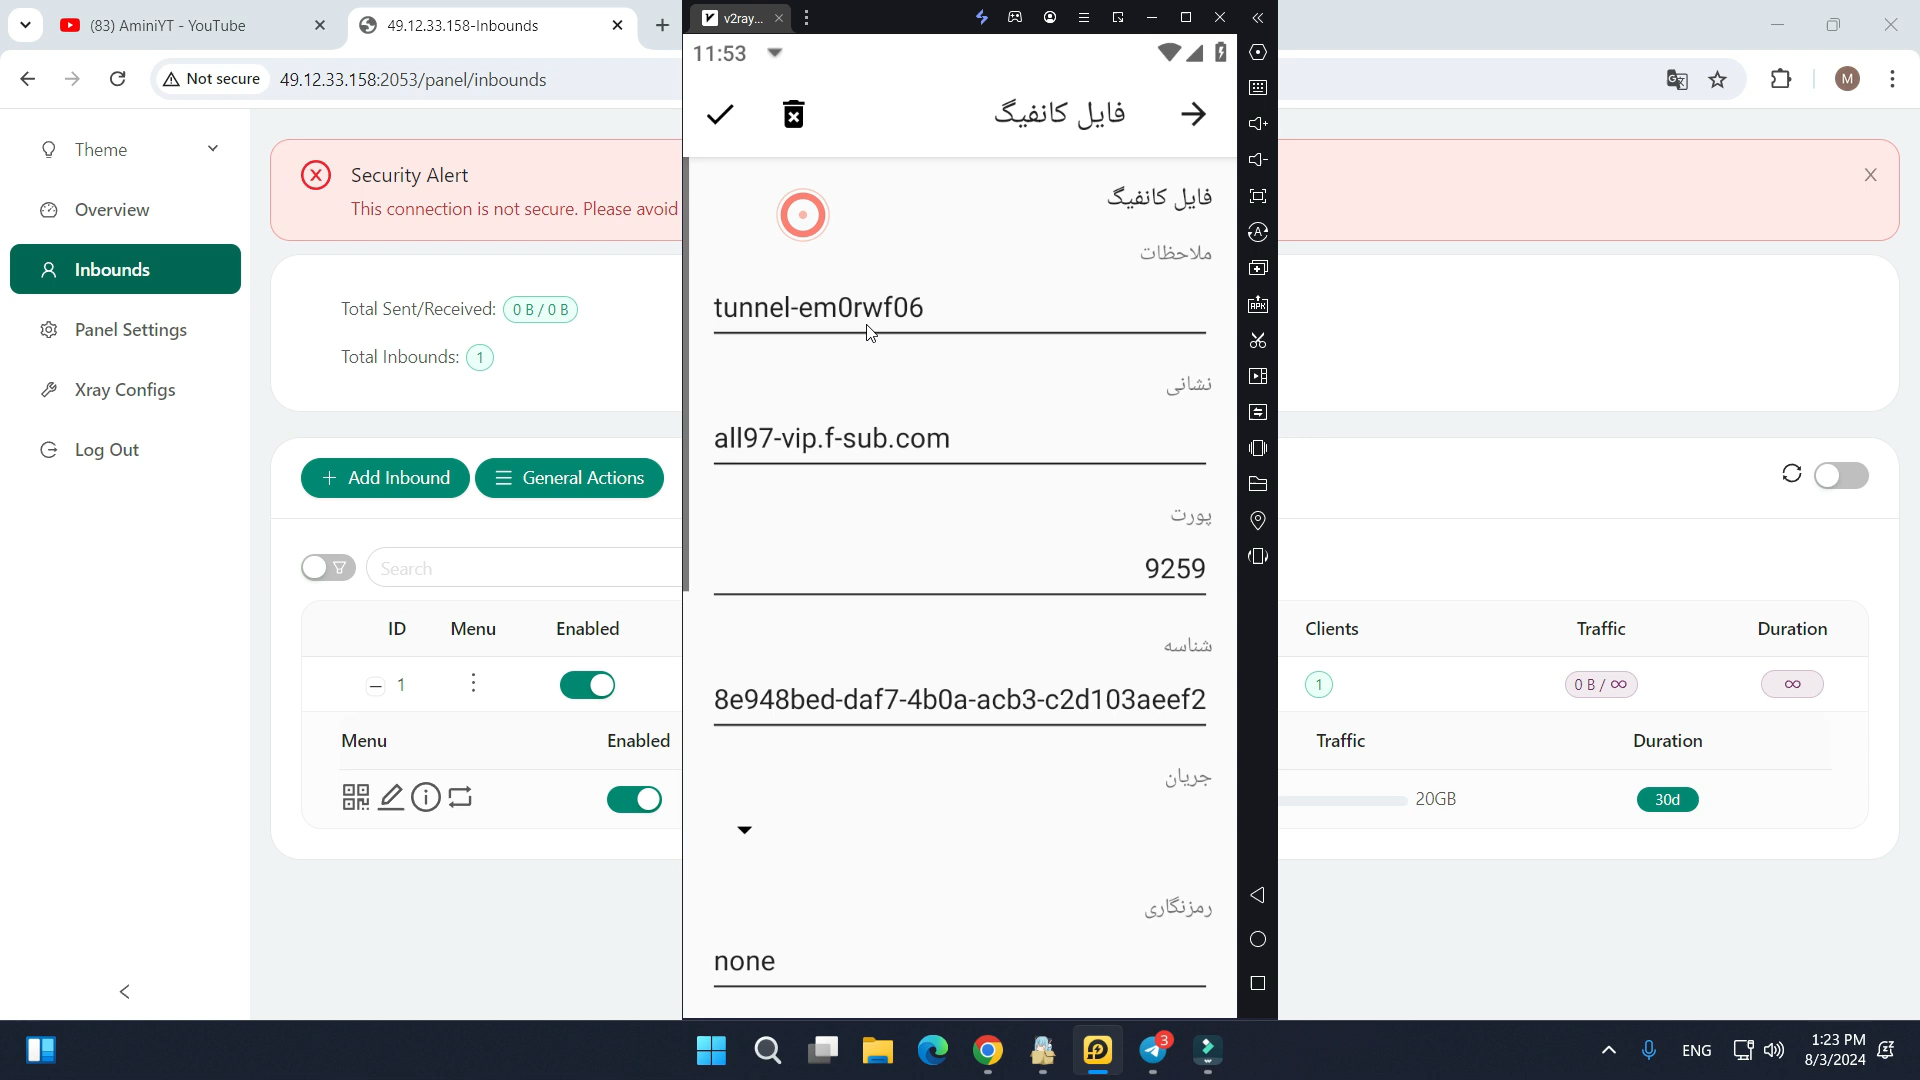 (83) AminiYT - YouTube
49.12.33.158-Inbounds
v2ray...
Not secure
49.12.33.158:2053/panel/inbounds
M
11:53
فایل کانفیگ
Theme
Overview
Inbounds
Panel Settings
Xray Configs
Log Out
Security Alert
This connection is not secure. Please avoid
Total Sent/Received: 0 B / 0 B
Total Inbounds: 1
Add Inbound
General Actions
Search
ID Menu Enabled
1
Menu Enabled
فایل کانفیگ
ملاحظات
tunnel-em0rwf06
نشانی
all97-vip.f-sub.com
پورت
9259
شناسه
8e948bed-daf7-4b0a-acb3-c2d103aeef2
جریان
رمزنگاری
none
APK
Clients Traffic Duration
1 0 B / ∞ ∞
Traffic Duration
20GB 30d
3
ENG
1:23 PM
8/3/2024